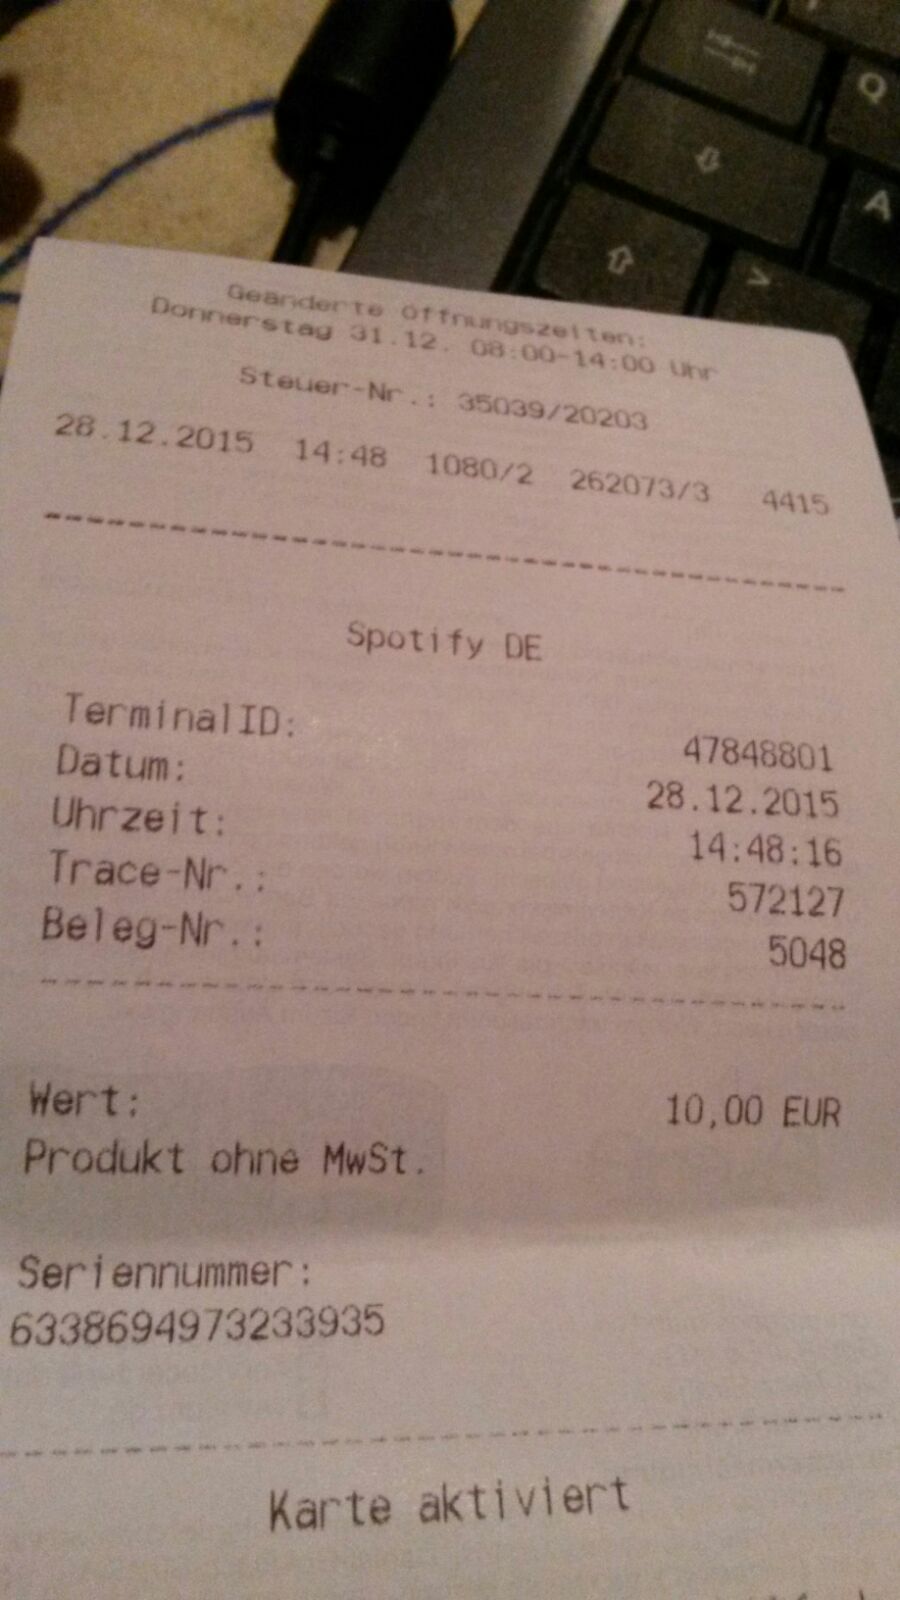 Geänderte Öffnungszeiten:
Donnerstag 31.12. 08:00-14:00 Uhr
Steuer-Nr.: 35039/20203
28.12.2015 14:48 1080/2 262073/3 4415
Spotify DE
TerminalID: 47848801
Datum: 28.12.2015
Uhrzeit: 14:48:16
Trace-Nr.: 572127
Beleg-Nr.: 5048
Wert: 10,00 EUR
Produkt ohne MwSt.
Seriennummer:
6338694973233935
Karte aktiviert
Q
A
>